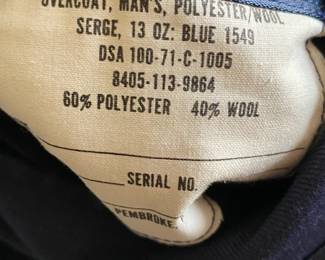 OVERCOAT, MAN'S, POLYESTER/WOOL
SERGE, 13 OZ: BLUE 1549
DSA 100-71-C-1005
8405-113-9864
60% POLYESTER 40% WOOL
SERIAL NO.
PEMBROKE,